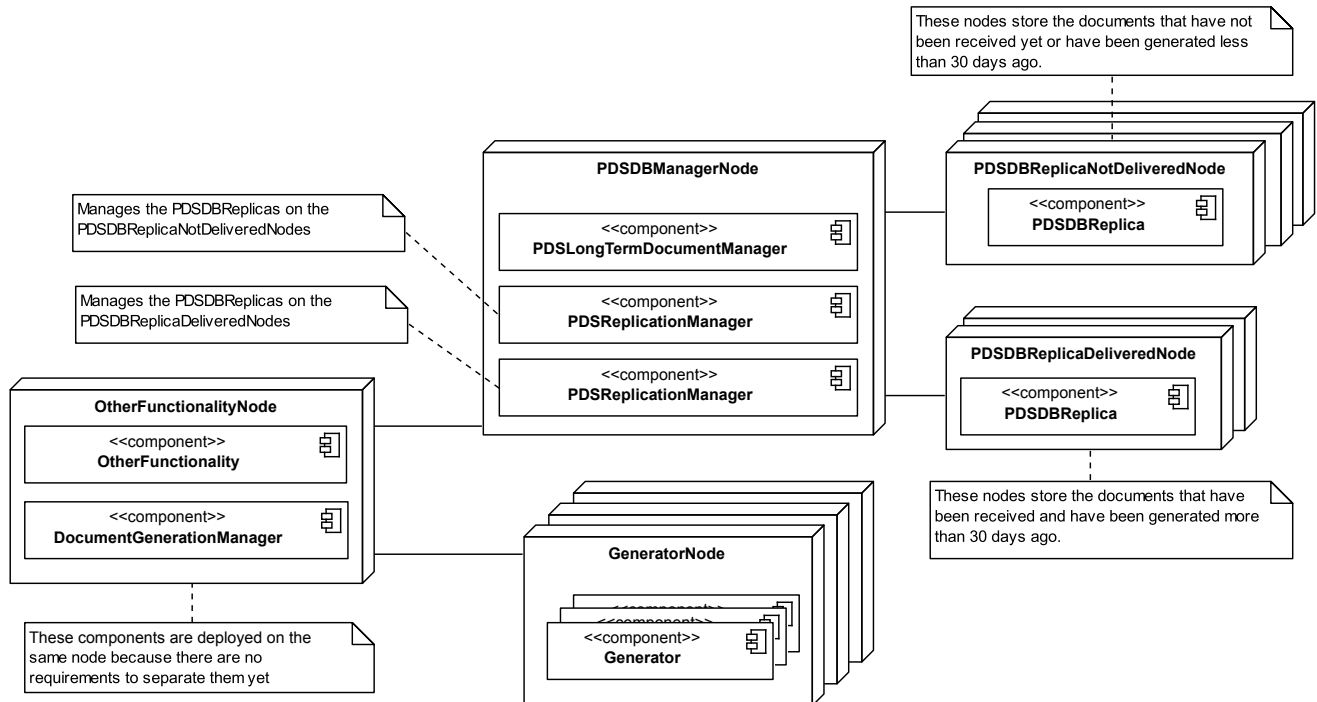 These nodes store the documents that have not
been received yet or have been generated less
than 30 days ago.
PDSDBManagerNode
<<component>>
PDSLongTermDocumentManager
<<component>>
PDSReplicationManager
<<component>>
PDSReplicationManager
PDSDBReplicaNotDeliveredNode
<<component>>
PDSDBReplica
Manages the PDSDBReplicas on the
PDSDBReplicaNotDeliveredNodes
Manages the PDSDBReplicas on the
PDSDBReplicaDeliveredNodes
PDSDBReplicaDeliveredNode
<<component>>
PDSDBReplica
OtherFunctionalityNode
<<component>>
OtherFunctionality
<<component>>
DocumentGenerationManager
These nodes store the documents that have
been received and have been generated more
than 30 days ago.
GeneratorNode
<<component>>
<<component>>
<<component>>
Generator
These components are deployed on the
same node because there are no
requirements to separate them yet